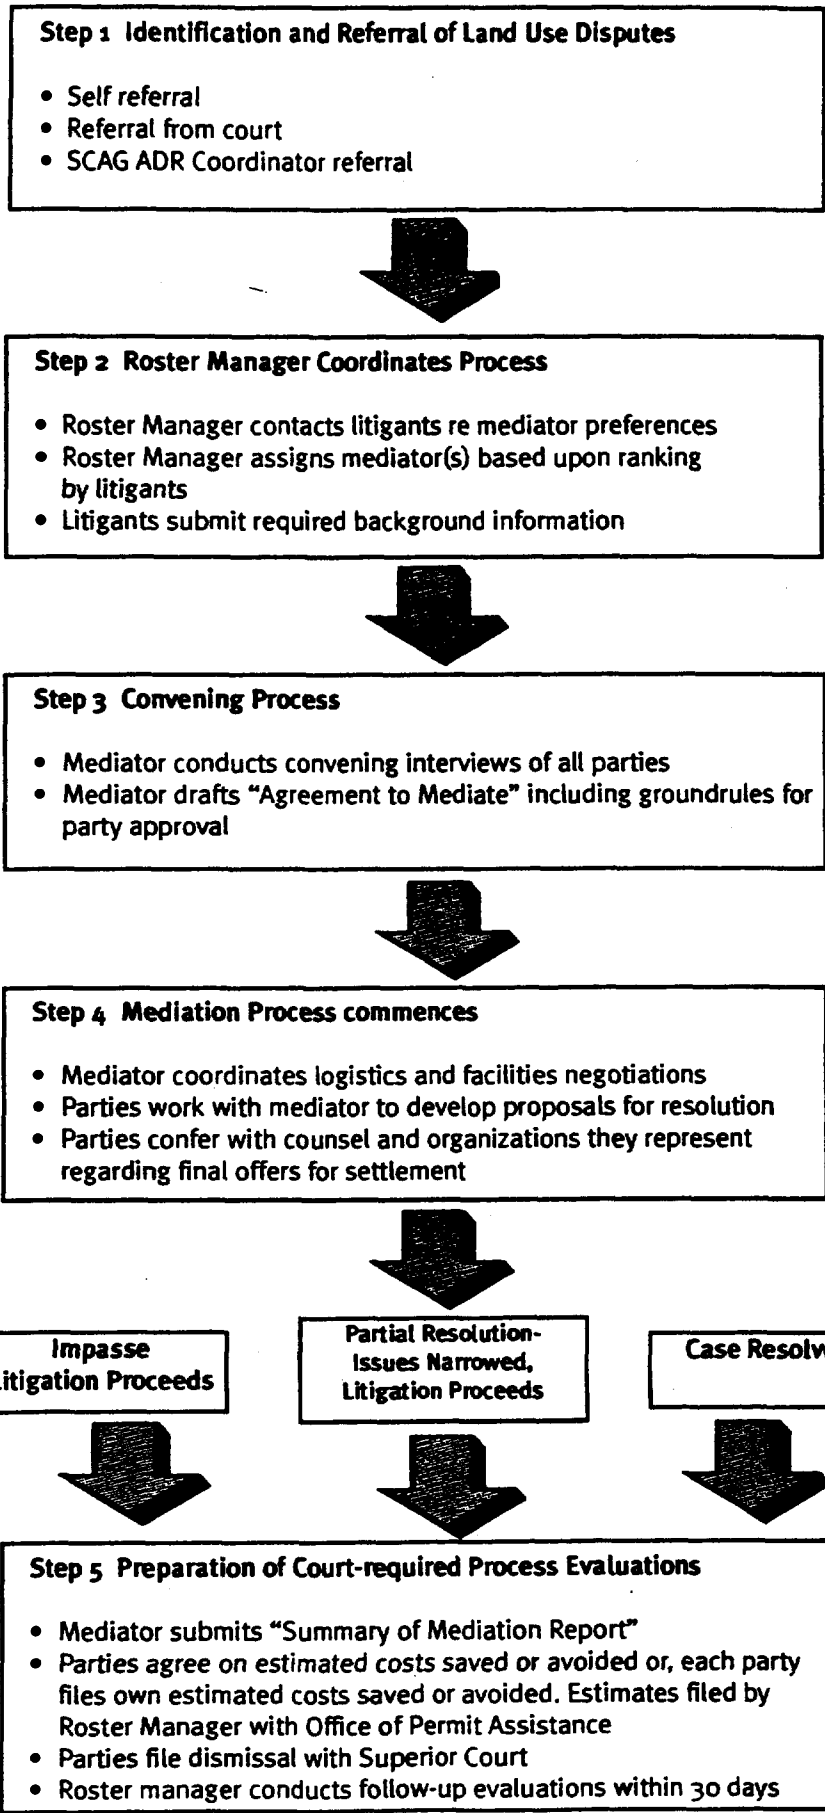 Step 1 Identification and Referral of Land Use Disputes
• Self referral
• Referral from court
• SCAG ADR Coordinator referral
Step 2 Roster Manager Coordinates Process
• Roster Manager contacts litigants re mediator preferences
• Roster Manager assigns mediator(s) based upon ranking
by litigants
• Litigants submit required background information
Step 3 Convening Process
• Mediator conducts convening interviews of all parties
• Mediator drafts “Agreement to Mediate” including groundrules for
party approval
Step 4 Mediation Process commences
• Mediator coordinates logistics and facilities negotiations
• Parties work with mediator to develop proposals for resolution
• Parties confer with counsel and organizations they represent
regarding final offers for settlement
Impasse
itigation Proceeds
Partial Resolution-
Issues Narrowed,
Litigation Proceeds
Case Resolv
Step 5 Preparation of Court-required Process Evaluations
• Mediator submits “Summary of Mediation Report”
• Parties agree on estimated costs saved or avoided or, each party
files own estimated costs saved or avoided. Estimates filed by
Roster Manager with Office of Permit Assistance
• Parties file dismissal with Superior Court
• Roster manager conducts follow-up evaluations within 30 days